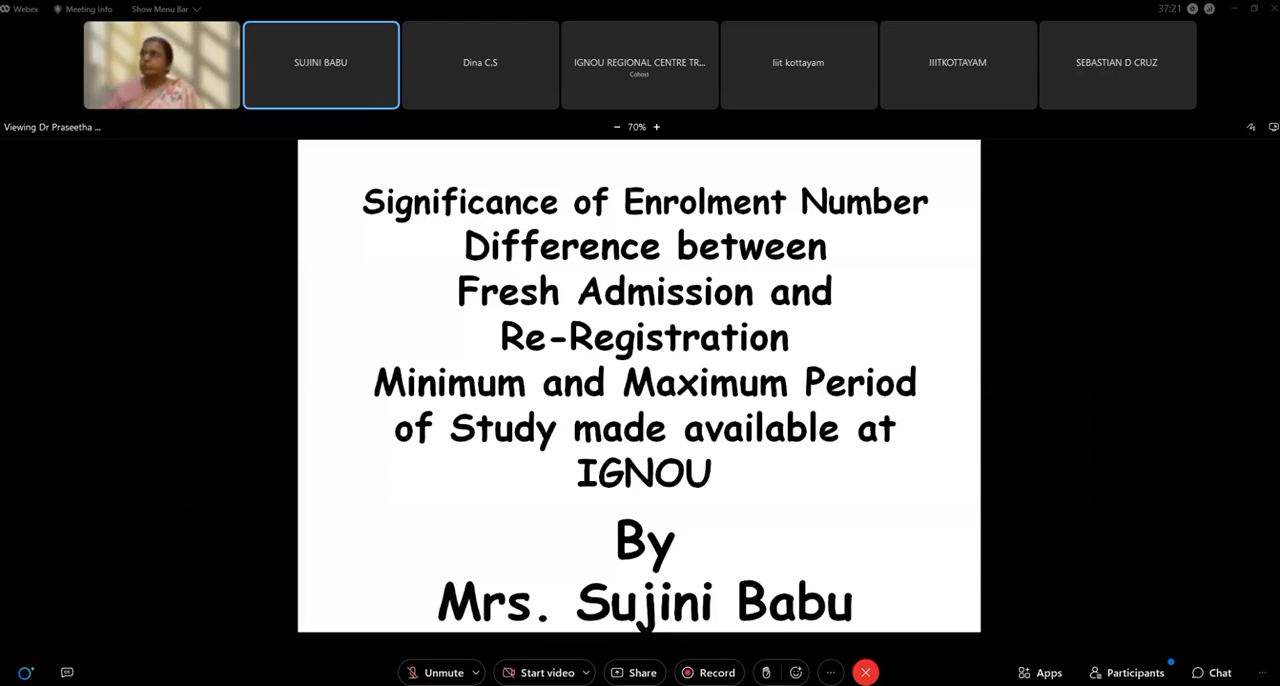 Webex
Meeting Info
Show Menu Bar
37:21
SUJINI BABU
Dina C.S
IGNOU REGIONAL CENTRE TR...
Cohost
Iiit kottayam
IIITKOTTAYAM
SEBASTIAN D CRUZ
Viewing Dr Praseetha ...
70%
Significance of Enrolment Number
Difference between
Fresh Admission and
Re-Registration
Minimum and Maximum Period
of Study made available at
IGNOU
By
Mrs. Sujini Babu
Unmute
Start video
Share
Record
Apps
Participants
Chat